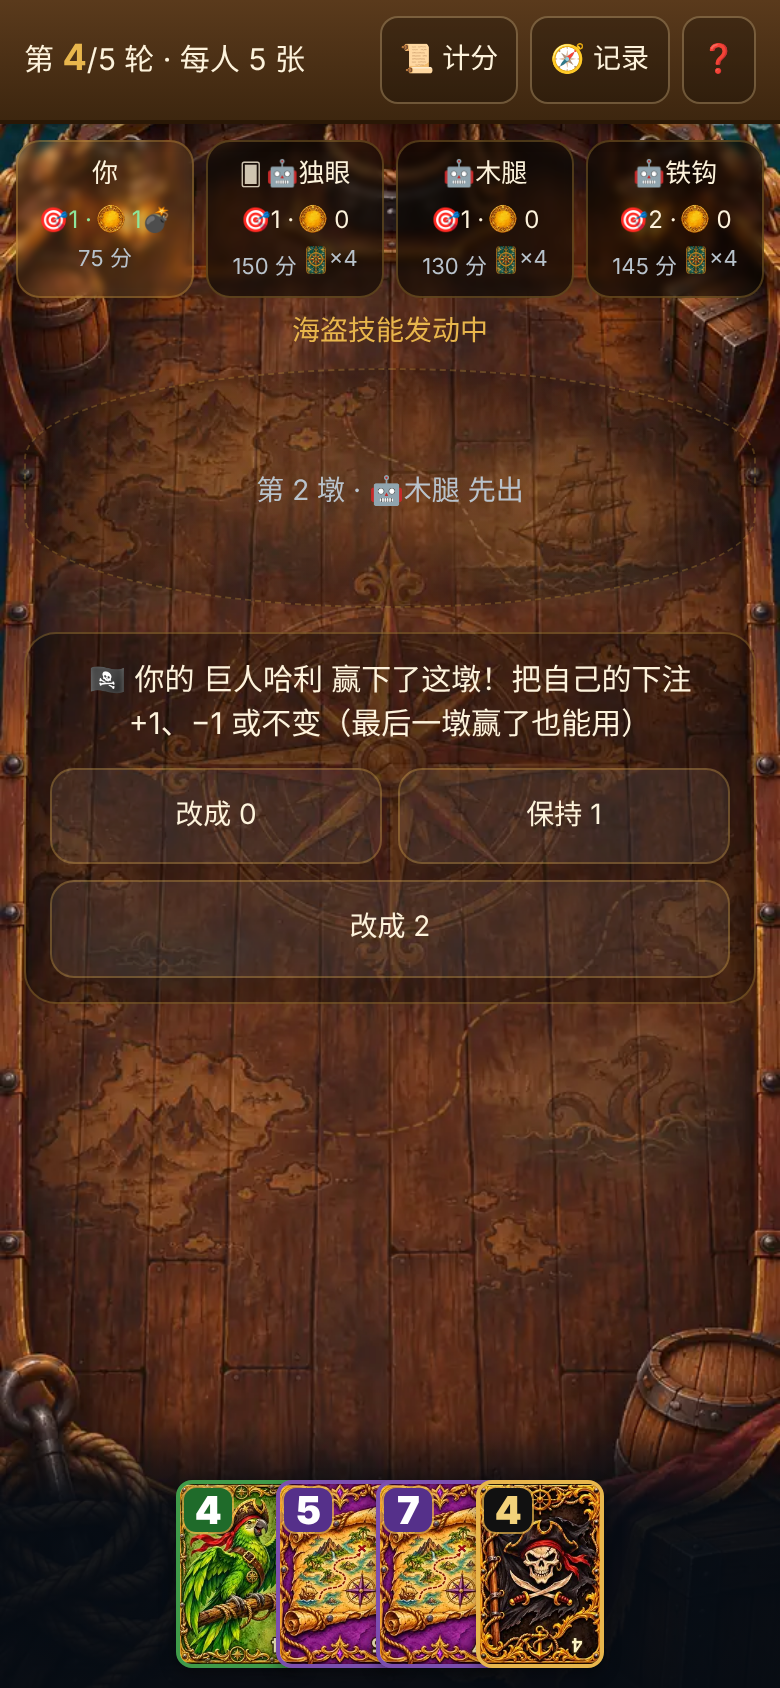 第 4/5 轮 · 每人 5 张
📜 计分
🧭 记录
❓
你
🎯1 · 🪙 1💣
75 分
🂠 🤖独眼
🎯1 · 🪙 0
150 分 ×4
🤖木腿
🎯1 · 🪙 0
130 分 ×4
🤖铁钩
🎯2 · 🪙 0
145 分 ×4
海盗技能发动中
第 2 墩 · 🤖木腿 先出
🏴‍☠️ 你的 巨人哈利 赢下了这墩！把自己的下注
+1、−1 或不变（最后一墩赢了也能用）
改成 0
保持 1
改成 2
4
5
7
4
4